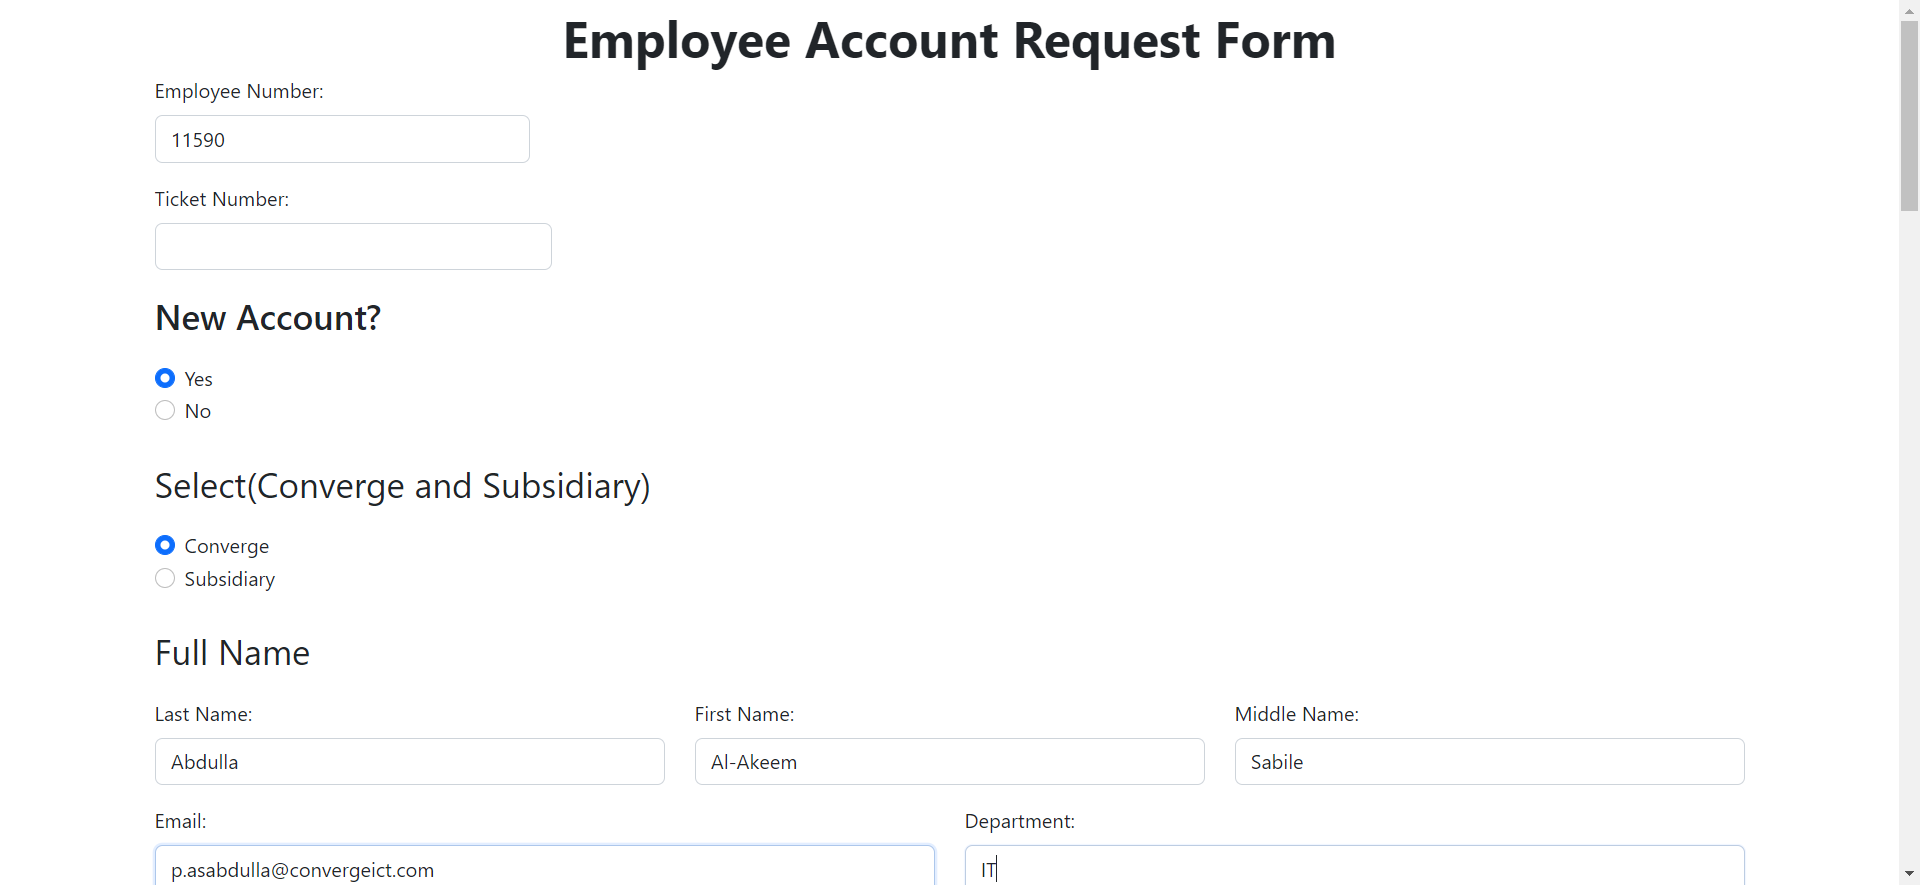 Employee Account Request Form
Employee Number:
11590
Ticket Number:
New Account?
Yes
No
Select(Converge and Subsidiary)
Converge
Subsidiary
Full Name
Last Name: First Name: Middle Name:
Abdulla Al-Akeem Sabile
Email: Department:
p.asabdulla@convergeict.com IT